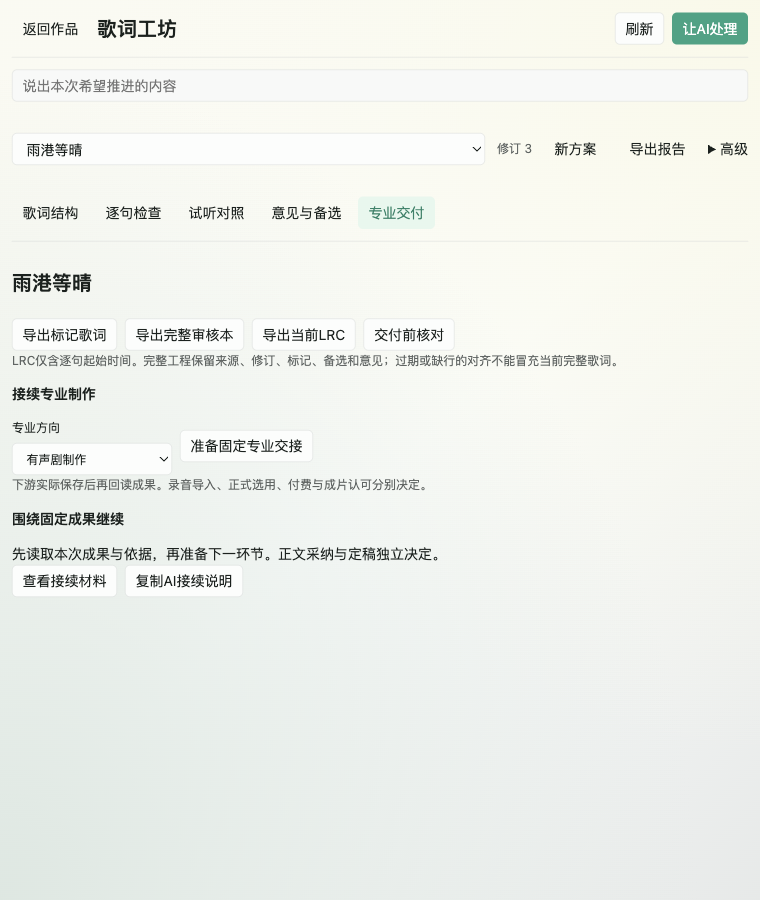 返回作品 歌词工坊 刷新 让AI处理
说出本次希望推进的内容
雨港等晴 修订 3 新方案 导出报告 ▶ 高级
歌词结构 逐句检查 试听对照 意见与备选 专业交付
雨港等晴
导出标记歌词 导出完整审核本 导出当前LRC 交付前核对
LRC仅含逐句起始时间。完整工程保留来源、修订、标记、备选和意见；过期或缺行的对齐不能冒充当前完整歌词。
接续专业制作
专业方向
有声剧制作 准备固定专业交接
下游实际保存后再回读成果。录音导入、正式选用、付费与成片认可分别决定。
围绕固定成果继续
先读取本次成果与依据，再准备下一环节。正文采纳与定稿独立决定。
查看接续材料 复制AI接续说明